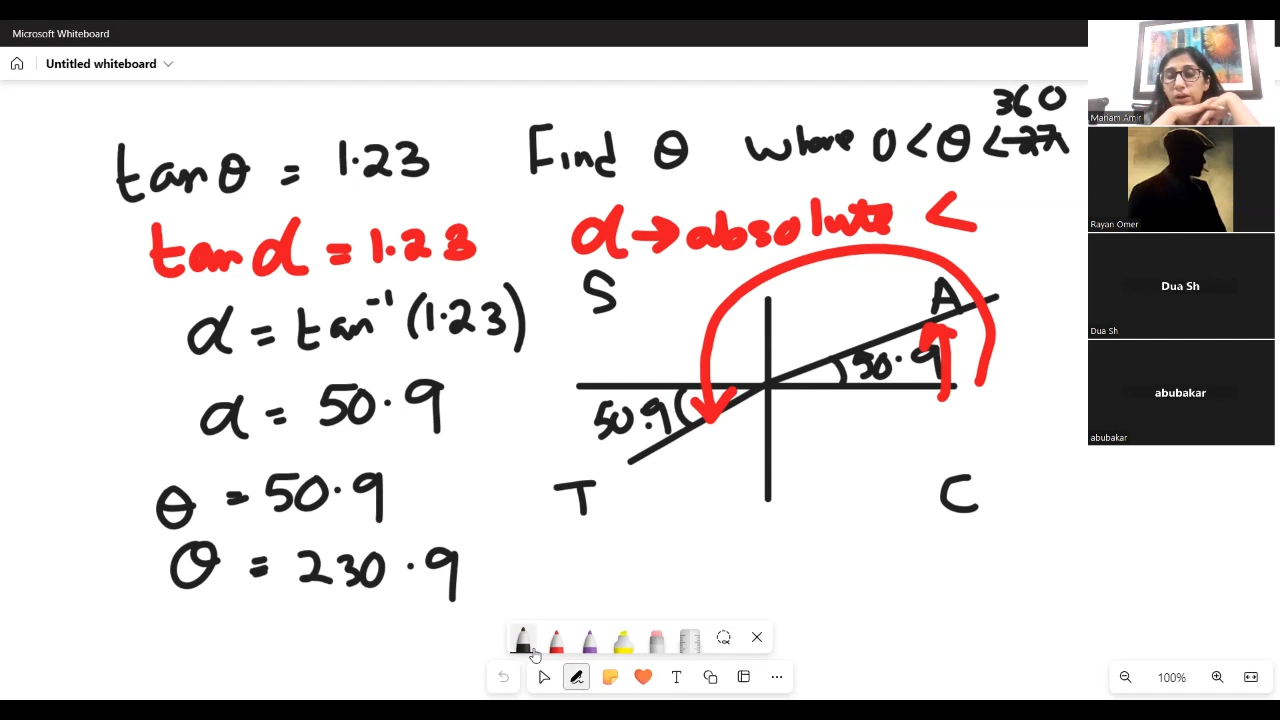 Microsoft Whiteboard
Untitled whiteboard
360
tanθ = 1.23 Find θ where 0 < θ < 2π
tan α = 1.23 α → absolute <
α = tan⁻¹ (1.23)
S A
50.9
α = 50.9
50.9
θ = 50.9
T C
θ = 230.9
Mariam Amir
Rayan Omer
Dua Sh
Dua Sh
abubakar
abubakar
T
100%